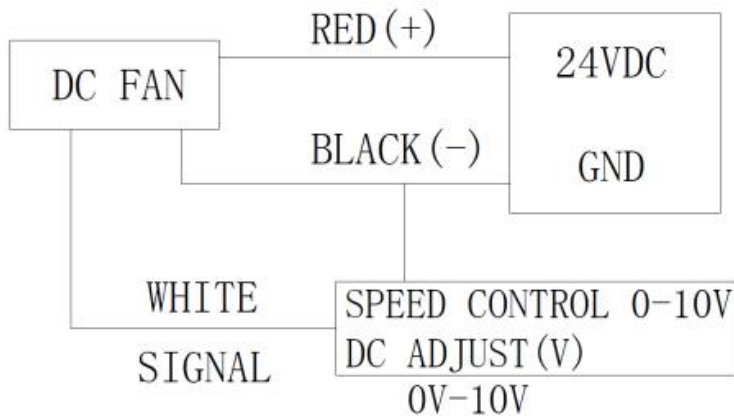 RED(+)
DC FAN
24VDC
BLACK(-)
GND
WHITE
SIGNAL
SPEED CONTROL 0-10V
DC ADJUST(V)
0V-10V